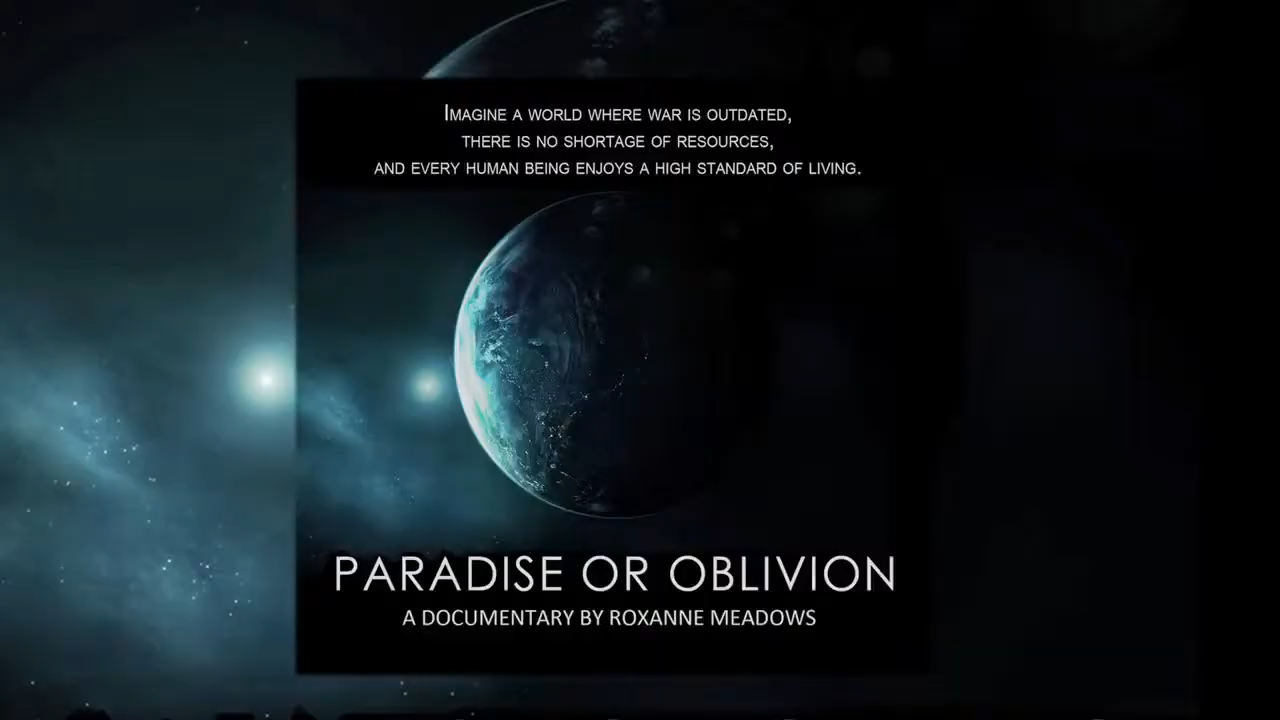 Imagine a world where war is outdated,
there is no shortage of resources,
and every human being enjoys a high standard of living.
PARADISE OR OBLIVION
A DOCUMENTARY BY ROXANNE MEADOWS